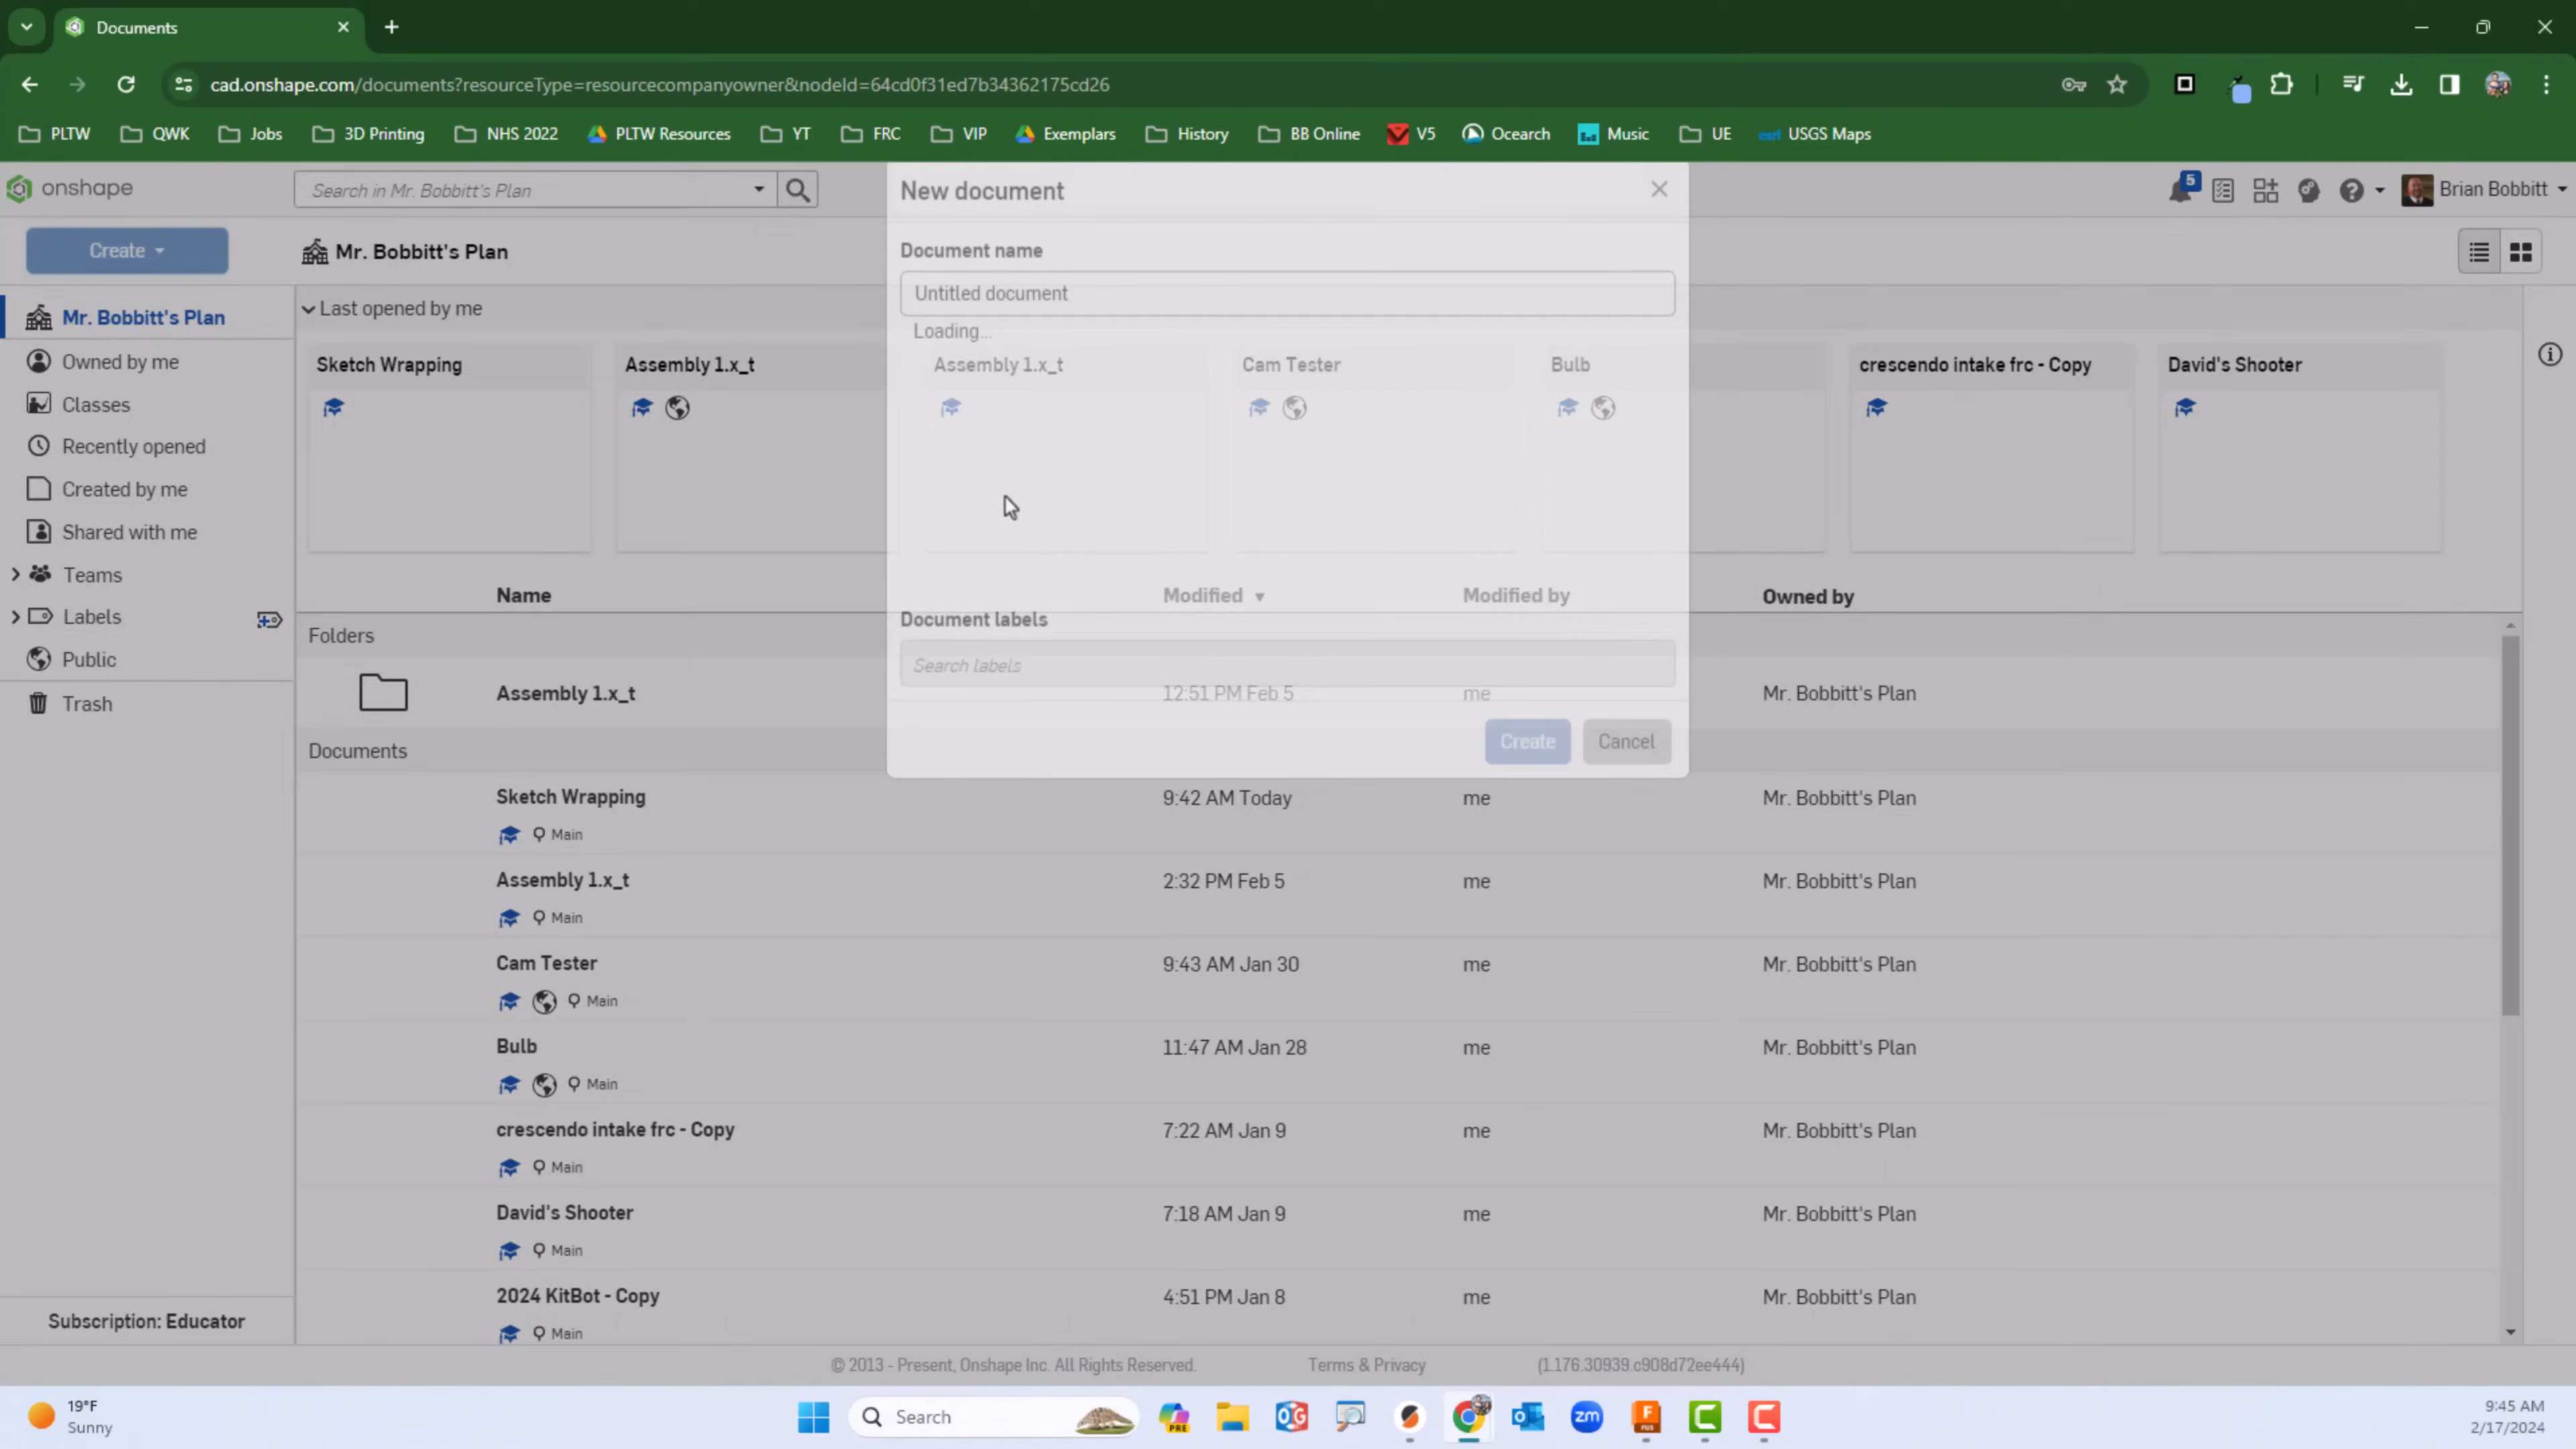 Documents
cad.onshape.com/documents?resourceType=resourcecompanyowner&nodeId=64cd0f31ed7b34362175cd26
PLTW QWK Jobs 3D Printing NHS 2022 PLTW Resources YT FRC VIP Exemplars History BB Online V5 Ocearch Music UE esri USGS Maps
onshape Search in Mr. Bobbitt's Plan New document 5 Brian Bobbitt
Create Mr. Bobbitt's Plan Document name
Untitled document
Mr. Bobbitt's Plan Last opened by me
Loading...
Owned by me Sketch Wrapping Assembly 1.x_t Assembly 1.x_t Cam Tester Bulb crescendo intake frc - Copy David's Shooter
Classes
Recently opened
Created by me
Shared with me
Teams Name Modified Modified by Owned by
Labels Document labels
Folders
Public Search labels
Trash Assembly 1.x_t 12:51 PM Feb 5 me Mr. Bobbitt's Plan
Create Cancel
Documents
Sketch Wrapping 9:42 AM Today me Mr. Bobbitt's Plan
Main
Assembly 1.x_t 2:32 PM Feb 5 me Mr. Bobbitt's Plan
Main
Cam Tester 9:43 AM Jan 30 me Mr. Bobbitt's Plan
Main
Bulb 11:47 AM Jan 28 me Mr. Bobbitt's Plan
Main
crescendo intake frc - Copy 7:22 AM Jan 9 me Mr. Bobbitt's Plan
Main
David's Shooter 7:18 AM Jan 9 me Mr. Bobbitt's Plan
Main
2024 KitBot - Copy 4:51 PM Jan 8 me Mr. Bobbitt's Plan
Main
Subscription: Educator
© 2013 - Present, Onshape Inc. All Rights Reserved. Terms & Privacy (1.176.30939.c908d72ee444)
19°F
Sunny
Search
PRE
zm
9:45 AM
2/17/2024